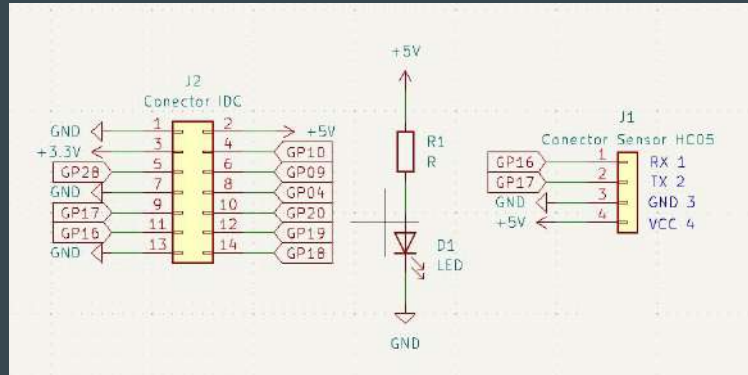 J2
Conector IDC
GND 1 2 +5V
+3.3V 3 4 GP10
GP28 5 6 GP09
GND 7 8 GP04
GP17 9 10 GP20
GP16 11 12 GP19
GND 13 14 GP18
+5V
R1
R
D1
LED
GND
J1
Conector Sensor HC05
GP16 1 RX 1
GP17 2 TX 2
GND 3 GND 3
+5V 4 VCC 4